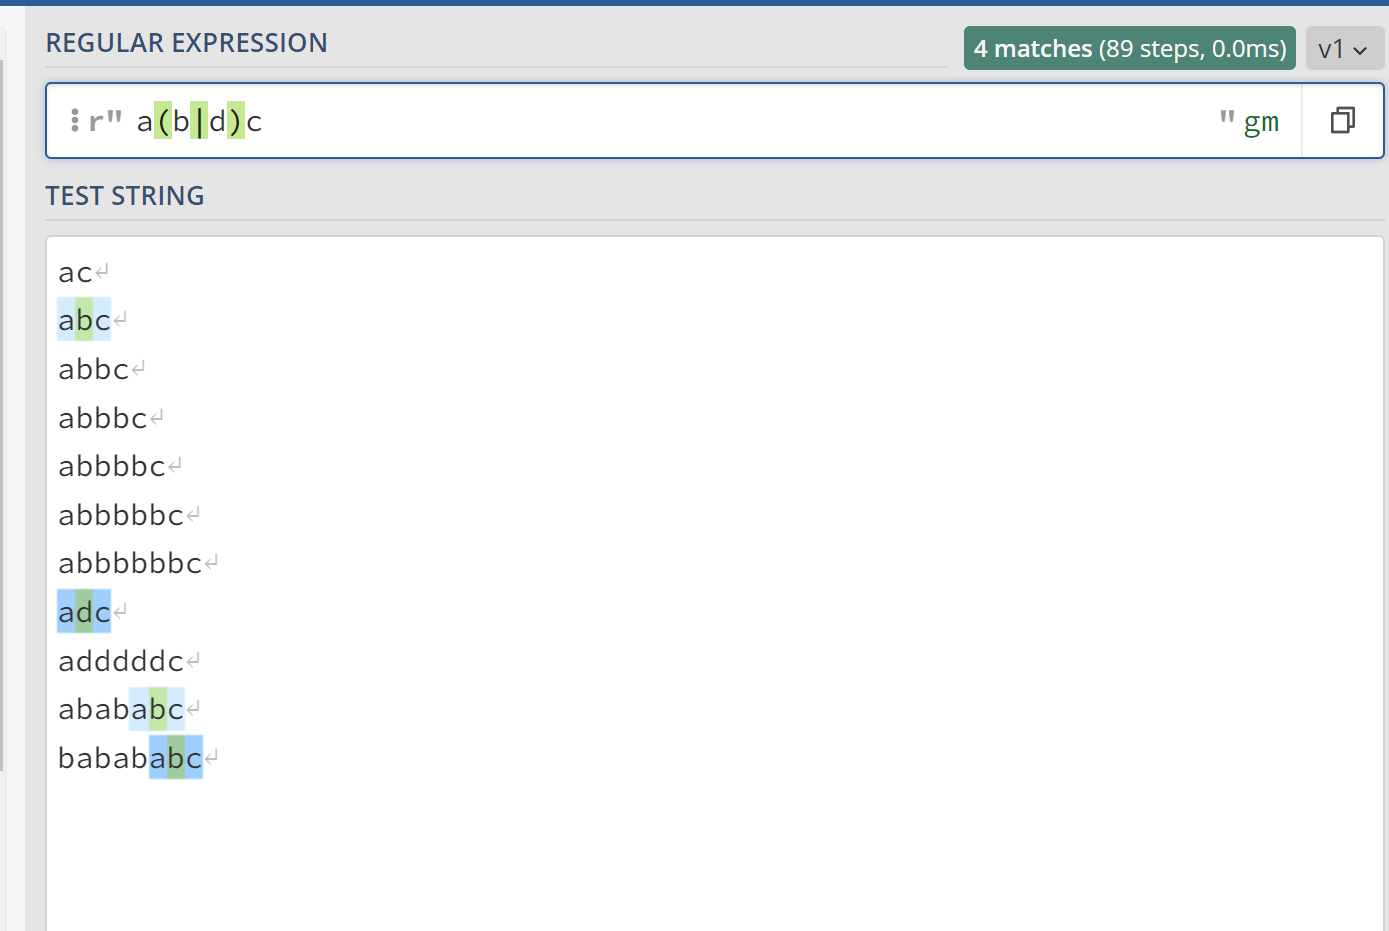 REGULAR EXPRESSION
4 matches (89 steps, 0.0ms) v1
r" a(b|d)c " gm
TEST STRING
ac
abc
abbc
abbbc
abbbbc
abbbbbc
abbbbbbc
adc
adddddc
abababc
babababc